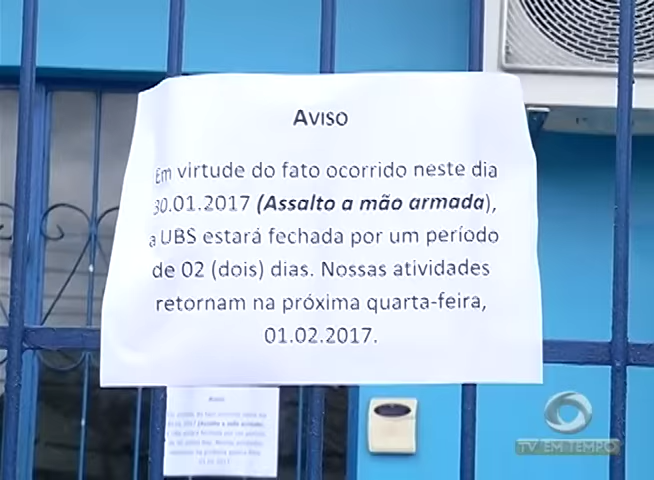 AVISO
Em virtude do fato ocorrido neste dia
30.01.2017 (Assalto a mão armada),
a UBS estará fechada por um período
de 02 (dois) dias. Nossas atividades
retornam na próxima quarta-feira,
01.02.2017.
AVISO
TV EM TEMPO